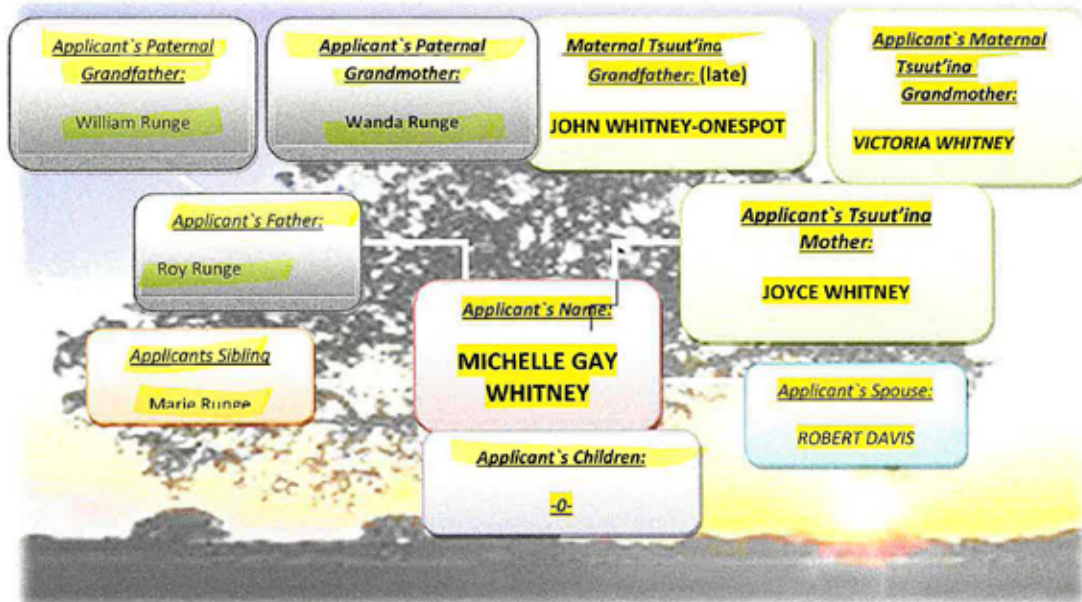 Applicant`s Paternal
Grandfather:
William Runge
Applicant`s Paternal
Grandmother:
Wanda Runge
Maternal Tsuut'ina
Grandfather: (late)
JOHN WHITNEY-ONESPOT
Applicant`s Maternal
Tsuut'ina
Grandmother:
VICTORIA WHITNEY
Applicant`s Father:
Roy Runge
Applicant`s Tsuut'ina
Mother:
JOYCE WHITNEY
Applicant`s Name:
MICHELLE GAY
WHITNEY
Applicants Sibling
Marie Runge
Applicant`s Spouse:
ROBERT DAVIS
Applicant`s Children:
-0-